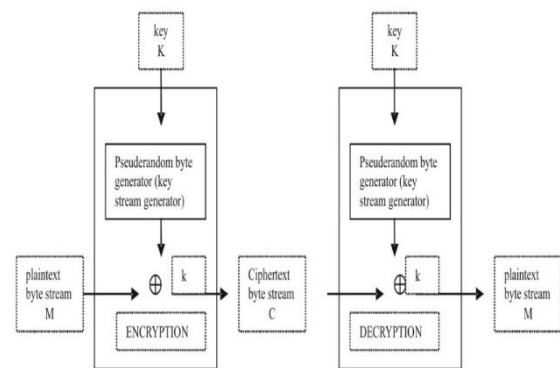 key
K
key
K
Pseuderandom byte
generator (key
stream generator)
Pseuderandom byte
generator (key
stream generator)
plaintext
byte stream
M
k
Ciphertext
byte stream
C
k
plaintext
byte stream
M
ENCRYPTION
DECRYPTION